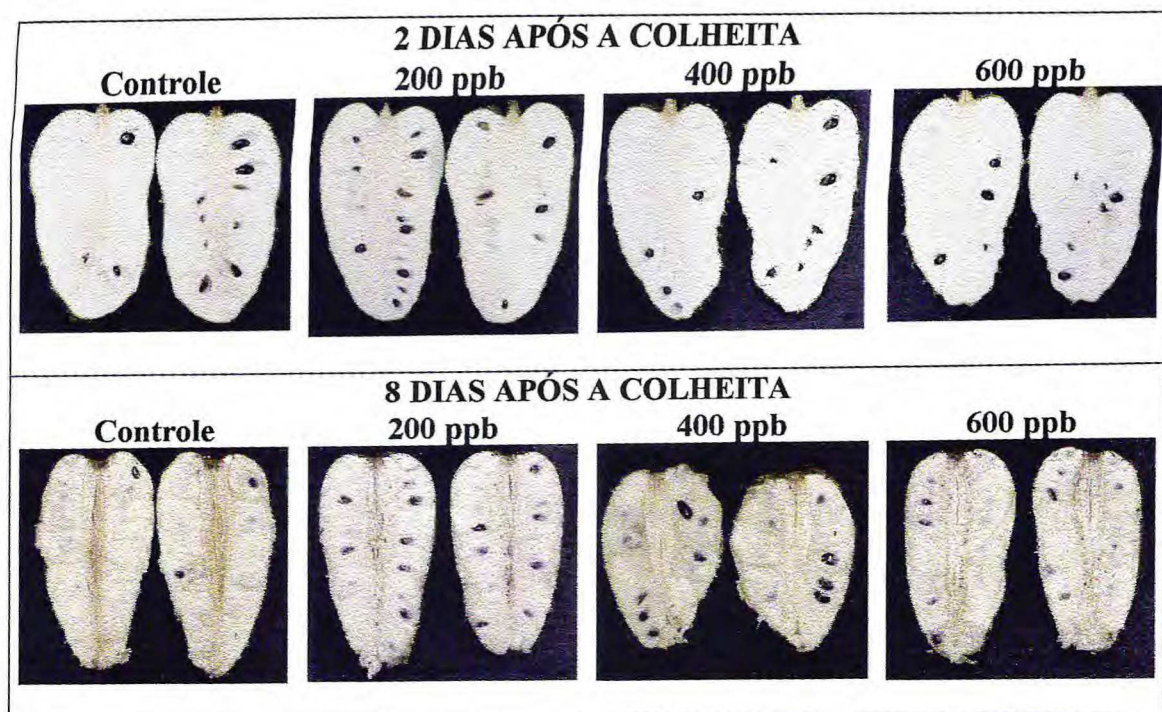 2 DIAS APÓS A COLHEITA
Controle 200 ppb 400 ppb 600 ppb
8 DIAS APÓS A COLHEITA
Controle 200 ppb 400 ppb 600 ppb